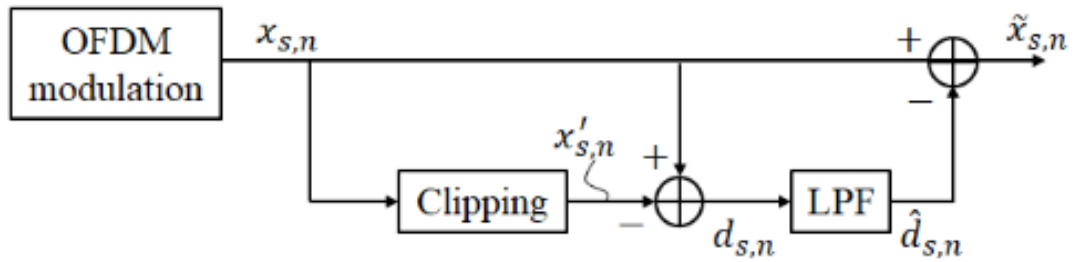 OFDM
modulation
x_{s,n}
+
x̃_{s,n}
−
x′_{s,n}
+
Clipping
−
d_{s,n}
LPF
d̂_{s,n}